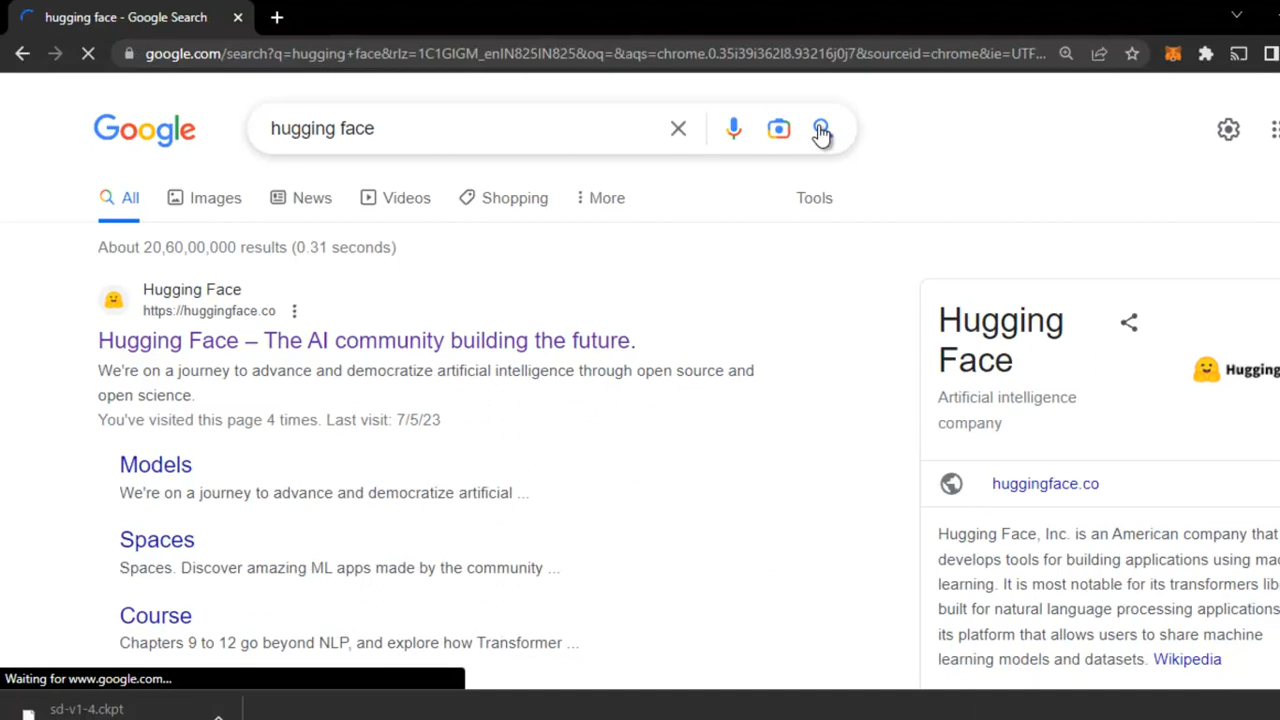 hugging face - Google Search
google.com/search?q=hugging+face&rlz=1C1GIGM_enIN825IN825&oq=&aqs=chrome.0.35i39i362l8.93216j0j7&sourceid=chrome&ie=UTF...
Google
hugging face
All
Images
News
Videos
Shopping
More
Tools
About 20,60,00,000 results (0.31 seconds)
Hugging Face
https://huggingface.co
Hugging Face – The AI community building the future.
We're on a journey to advance and democratize artificial intelligence through open source and
open science.
You've visited this page 4 times. Last visit: 7/5/23
Models
We're on a journey to advance and democratize artificial ...
Spaces
Spaces. Discover amazing ML apps made by the community ...
Course
Chapters 9 to 12 go beyond NLP, and explore how Transformer ...
Hugging
Face
Hugging
Artificial intelligence
company
huggingface.co
Hugging Face, Inc. is an American company that
develops tools for building applications using mac
learning. It is most notable for its transformers lib
built for natural language processing applications
its platform that allows users to share machine
learning models and datasets. Wikipedia
Waiting for www.google.com...
sd-v1-4.ckpt